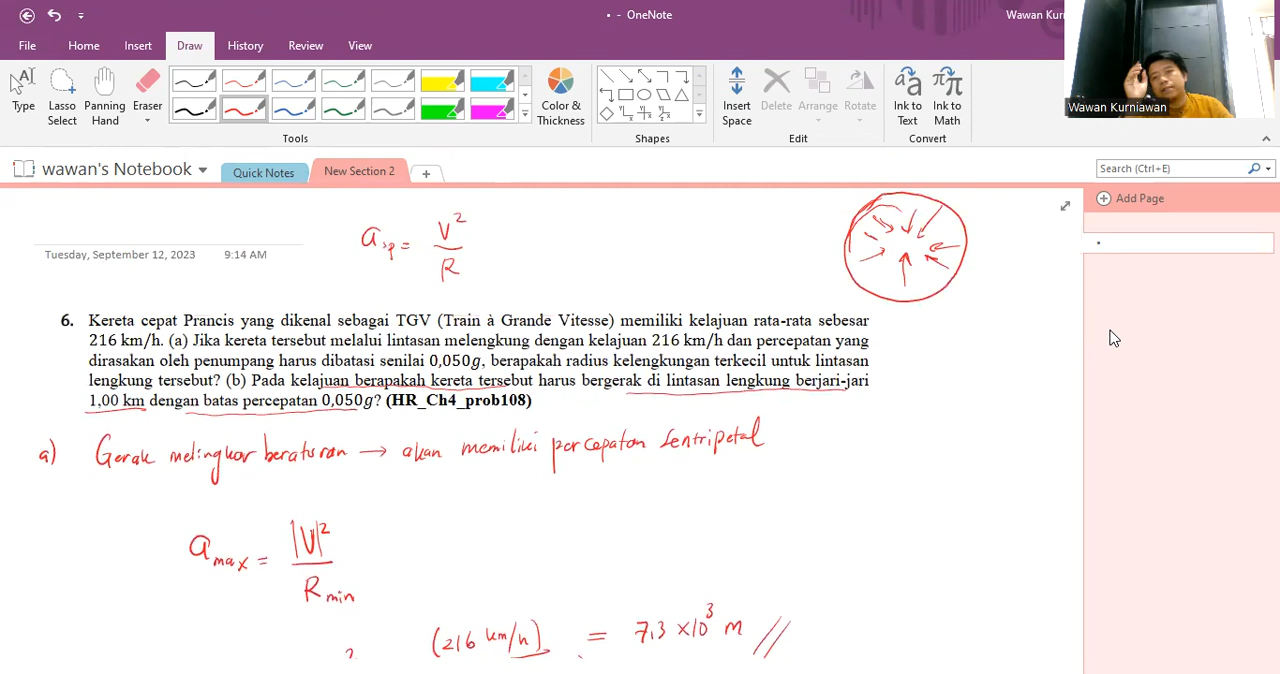 - OneNote
Wawan Kur
File Home Insert Draw History Review View
Type
Lasso Select
Panning Hand
Eraser
Color & Thickness
Insert Space
Delete
Arrange
Rotate
Ink to Text
Ink to Math
Tools
Shapes
Edit
Convert
Wawan Kurniawan
wawan's Notebook
Quick Notes
New Section 2
Search (Ctrl+E)
Add Page
a sp = V² / R
Tuesday, September 12, 2023 9:14 AM
6. Kereta cepat Prancis yang dikenal sebagai TGV (Train à Grande Vitesse) memiliki kelajuan rata-rata sebesar
216 km/h. (a) Jika kereta tersebut melalui lintasan melengkung dengan kelajuan 216 km/h dan percepatan yang
dirasakan oleh penumpang harus dibatasi senilai 0,050g, berapakah radius kelengkungan terkecil untuk lintasan
lengkung tersebut? (b) Pada kelajuan berapakah kereta tersebut harus bergerak di lintasan lengkung berjari-jari
1,00 km dengan batas percepatan 0,050g? (HR_Ch4_prob108)
a) Gerak melingkar beraturan → akan memiliki percepatan sentripetal
a max = |V|² / R min
(216 km/h) = 7.3 × 10³ m //